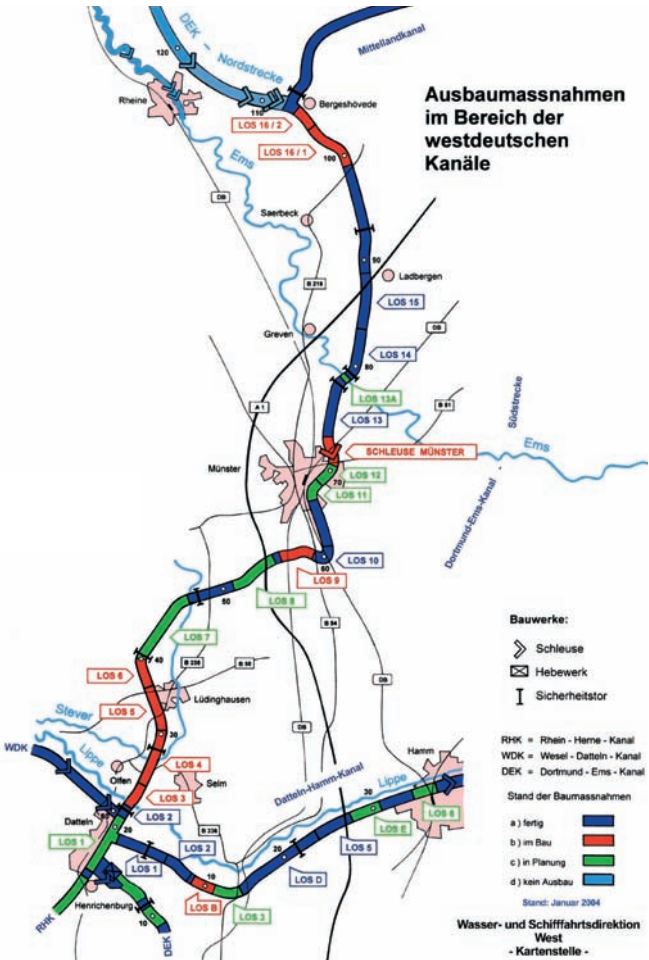 DEK - Nordstrecke
Mittellandkanal
120
Rheine
Bergeshövede
110
LOS 16 / 2
Ausbaumassnahmen
im Bereich der
westdeutschen
Kanäle
LOS 16 / 1
100
Ems
DB
Saerbeck
90
Ladbergen
B 219
LOS 15
Greven
DB
LOS 14
80
LOS 13A
A 1
LOS 13
B 51
Südstrecke
Ems
SCHLEUSE MÜNSTER
Münster
LOS 12
70
LOS 11
Dortmund-Ems-Kanal
LOS 10
60
LOS 9
50
LOS 8
Bauwerke:
Schleuse
Hebewerk
Sicherheitstor
LOS 7
B 54
B 235
B 58
40
LOS 6
Lüdinghausen
LOS 5
DB
Stever
30
DB
WDK
Lippe
LOS 4
Olfen
Selm
Hamm
RHK = Rhein - Herne - Kanal
WDK = Wesel - Datteln - Kanal
DEK = Dortmund - Ems - Kanal
LOS 3
Datteln-Hamm-Kanal
Lippe
30
LOS 2
Datteln
20
LOS 1
B 236
LOS 6
LOS E
Stand der Baumassnahmen
a ) fertig
b ) im Bau
c ) in Planung
d ) kein Ausbau
LOS 2
20
LOS 5
LOS 1
10
LOS D
LOS B
LOS 3
Henrichenburg
RHK
10
DEK
Stand: Januar 2004
Wasser- und Schifffahrtsdirektion
West
- Kartenstelle -